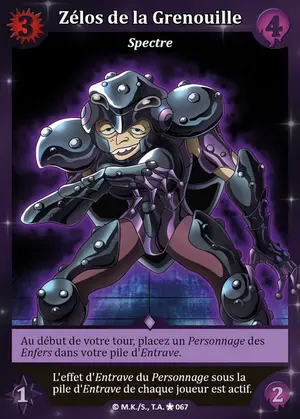 3
Zélos de la Grenouille
4
Spectre
Au début de votre tour, placez un Personnage des
Enfers dans votre pile d'Entrave.
1
L'effet d'Entrave du Personnage sous la
pile d'Entrave de chaque joueur est actif.
2
© M.K./S., T.A. ★ 067